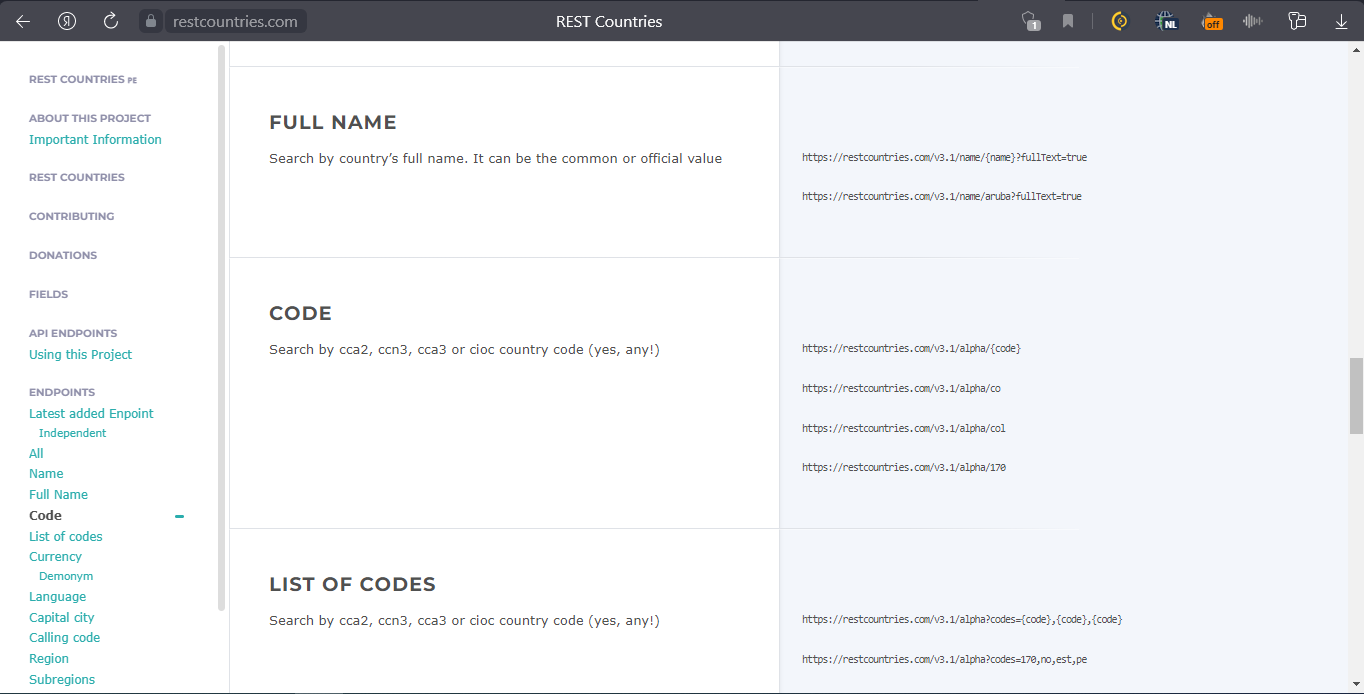 Я
restcountries.com
REST Countries
1
NL
off
REST COUNTRIES PE
ABOUT THIS PROJECT
Important Information
REST COUNTRIES
CONTRIBUTING
DONATIONS
FIELDS
API ENDPOINTS
Using this Project
ENDPOINTS
Latest added Enpoint
Independent
All
Name
Full Name
Code
List of codes
Currency
Demonym
Language
Capital city
Calling code
Region
Subregions
FULL NAME
Search by country’s full name. It can be the common or official value
https://restcountries.com/v3.1/name/{name}?fullText=true
https://restcountries.com/v3.1/name/aruba?fullText=true
CODE
Search by cca2, ccn3, cca3 or cioc country code (yes, any!)
https://restcountries.com/v3.1/alpha/{code}
https://restcountries.com/v3.1/alpha/co
https://restcountries.com/v3.1/alpha/col
https://restcountries.com/v3.1/alpha/170
LIST OF CODES
Search by cca2, ccn3, cca3 or cioc country code (yes, any!)
https://restcountries.com/v3.1/alpha?codes={code},{code},{code}
https://restcountries.com/v3.1/alpha?codes=170,no,est,pe